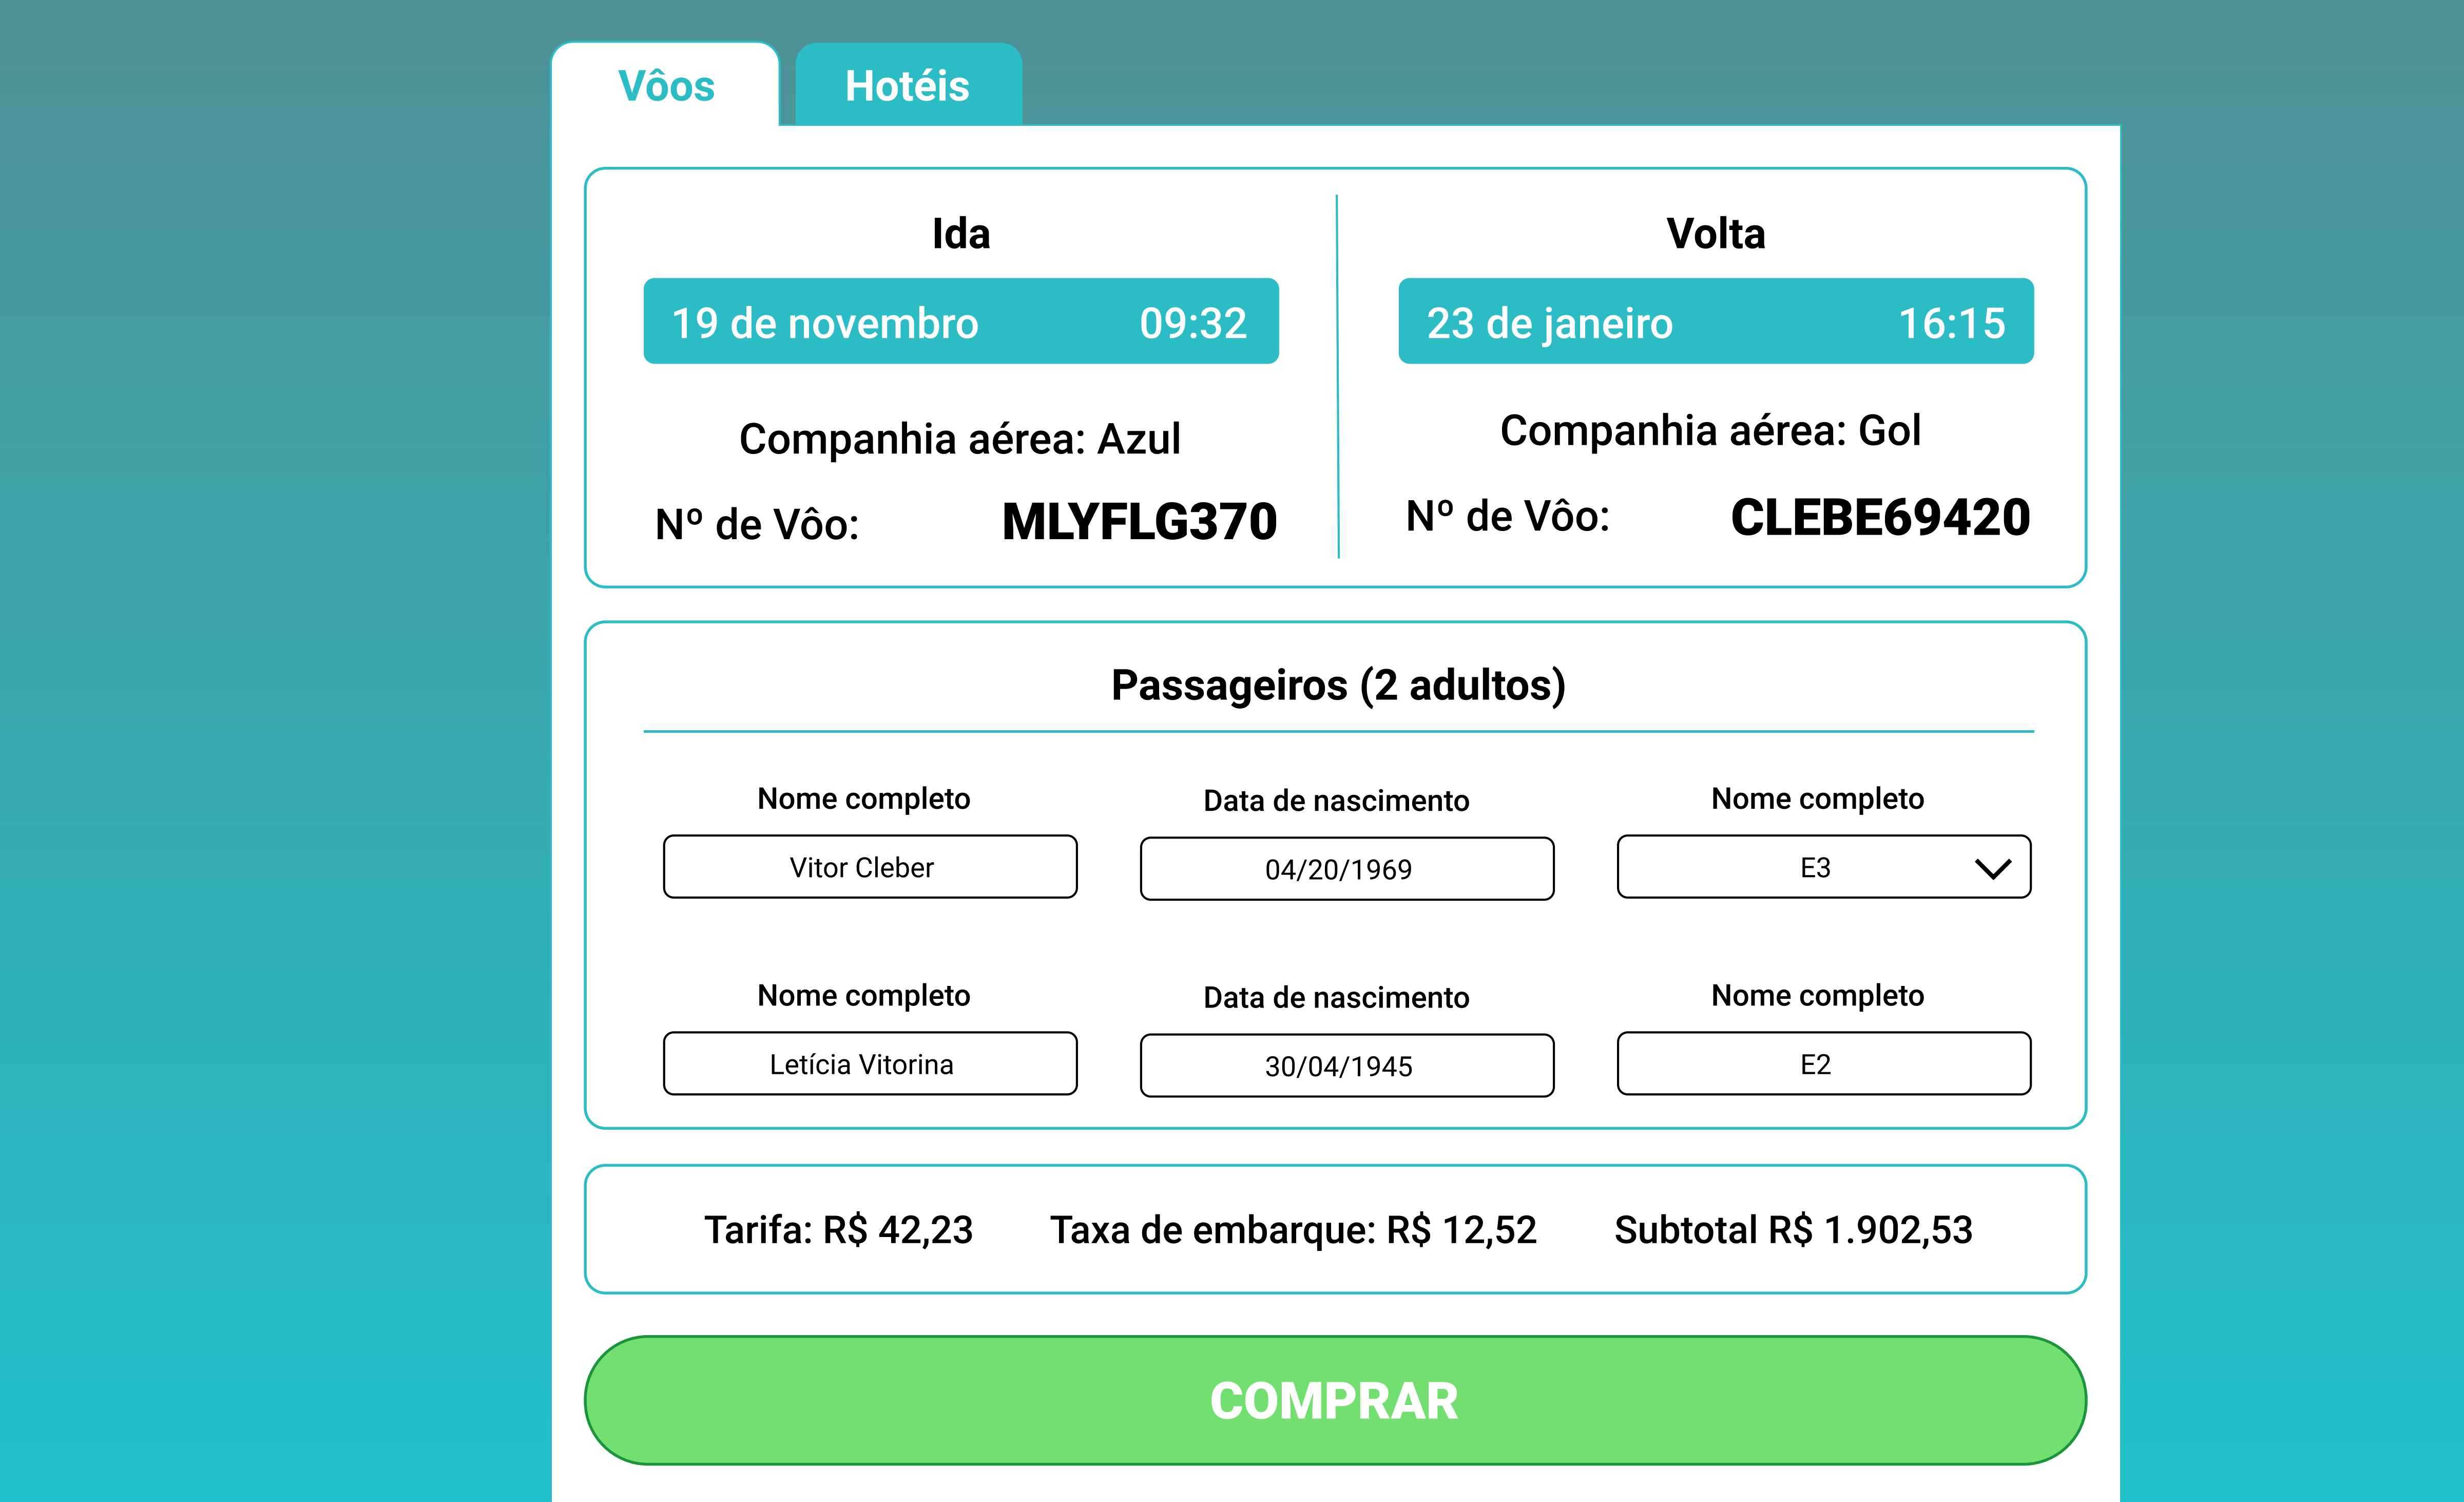 Vôos
Hotéis
Ida
19 de novembro 09:32
Companhia aérea: Azul
Nº de Vôo: MLYFLG370
Volta
23 de janeiro 16:15
Companhia aérea: Gol
Nº de Vôo: CLEBE69420
Passageiros (2 adultos)
Nome completo Data de nascimento Nome completo
Vitor Cleber 04/20/1969 E3
Nome completo Data de nascimento Nome completo
Letícia Vitorina 30/04/1945 E2
Tarifa: R$ 42,23 Taxa de embarque: R$ 12,52 Subtotal R$ 1.902,53
COMPRAR